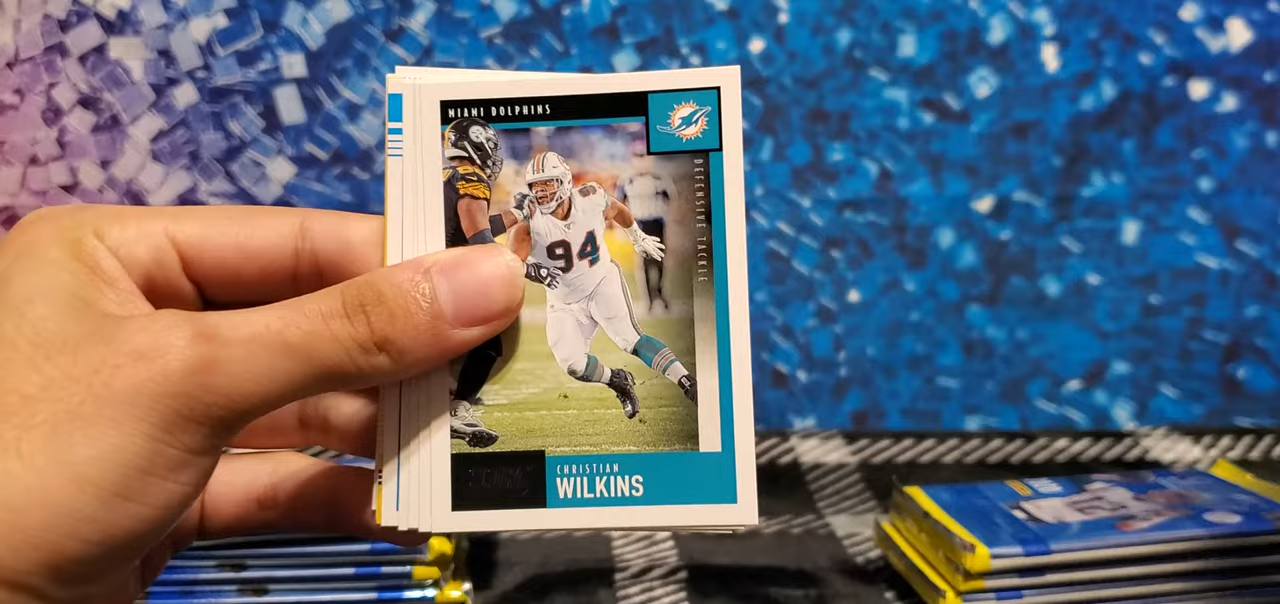 MIAMI DOLPHINS
DEFENSIVE TACKLE
94
CHRISTIAN
WILKINS